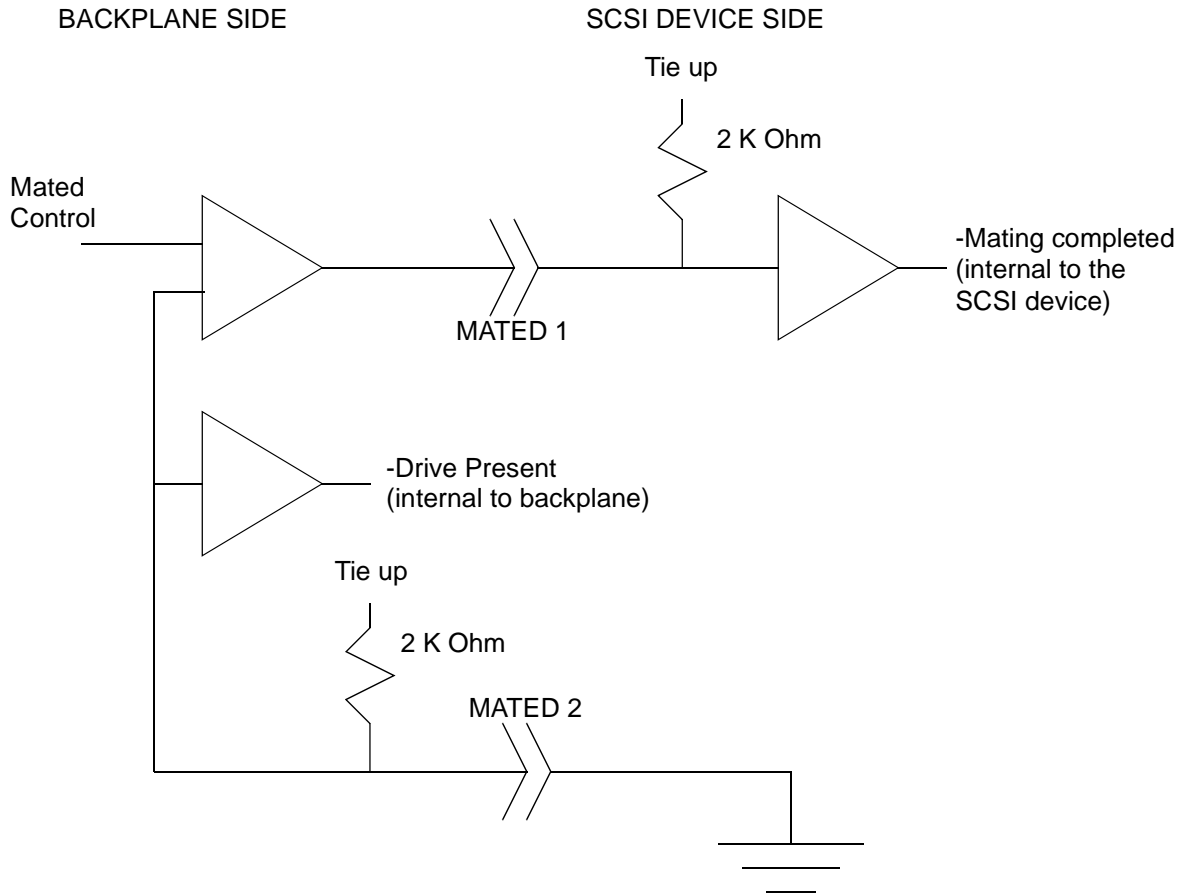 BACKPLANE SIDE
SCSI DEVICE SIDE
Tie up
2 K Ohm
Mated
Control
-Mating completed
(internal to the
SCSI device)
MATED 1
-Drive Present
(internal to backplane)
Tie up
2 K Ohm
MATED 2